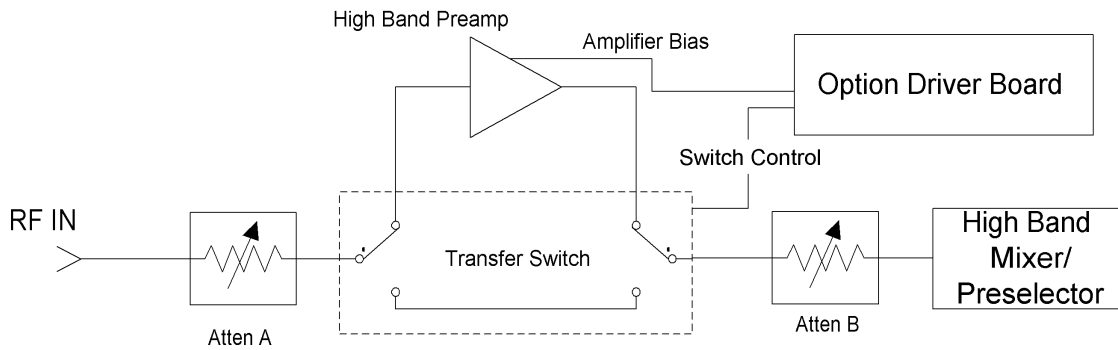 High Band Preamp
Amplifier Bias
Option Driver Board
Switch Control
RF IN
Transfer Switch
High Band
Mixer/
Preselector
Atten A
Atten B